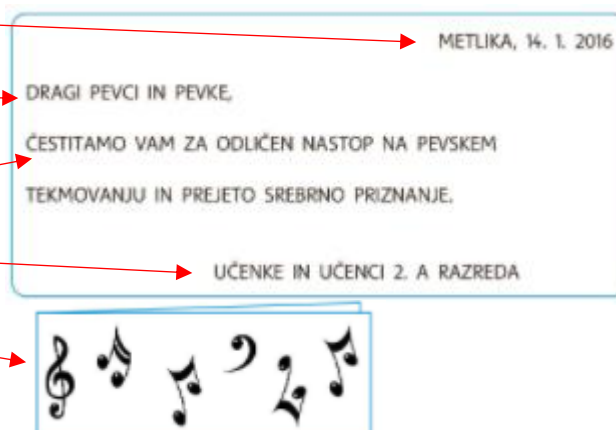 METLIKA, 14. 1. 2016
DRAGI PEVCI IN PEVKE,
ČESTITAMO VAM ZA ODLIČEN NASTOP NA PEVSKEM
TEKMOVANJU IN PREJETO SREBRNO PRIZNANJE.
UČENKE IN UČENCI 2. A RAZREDA